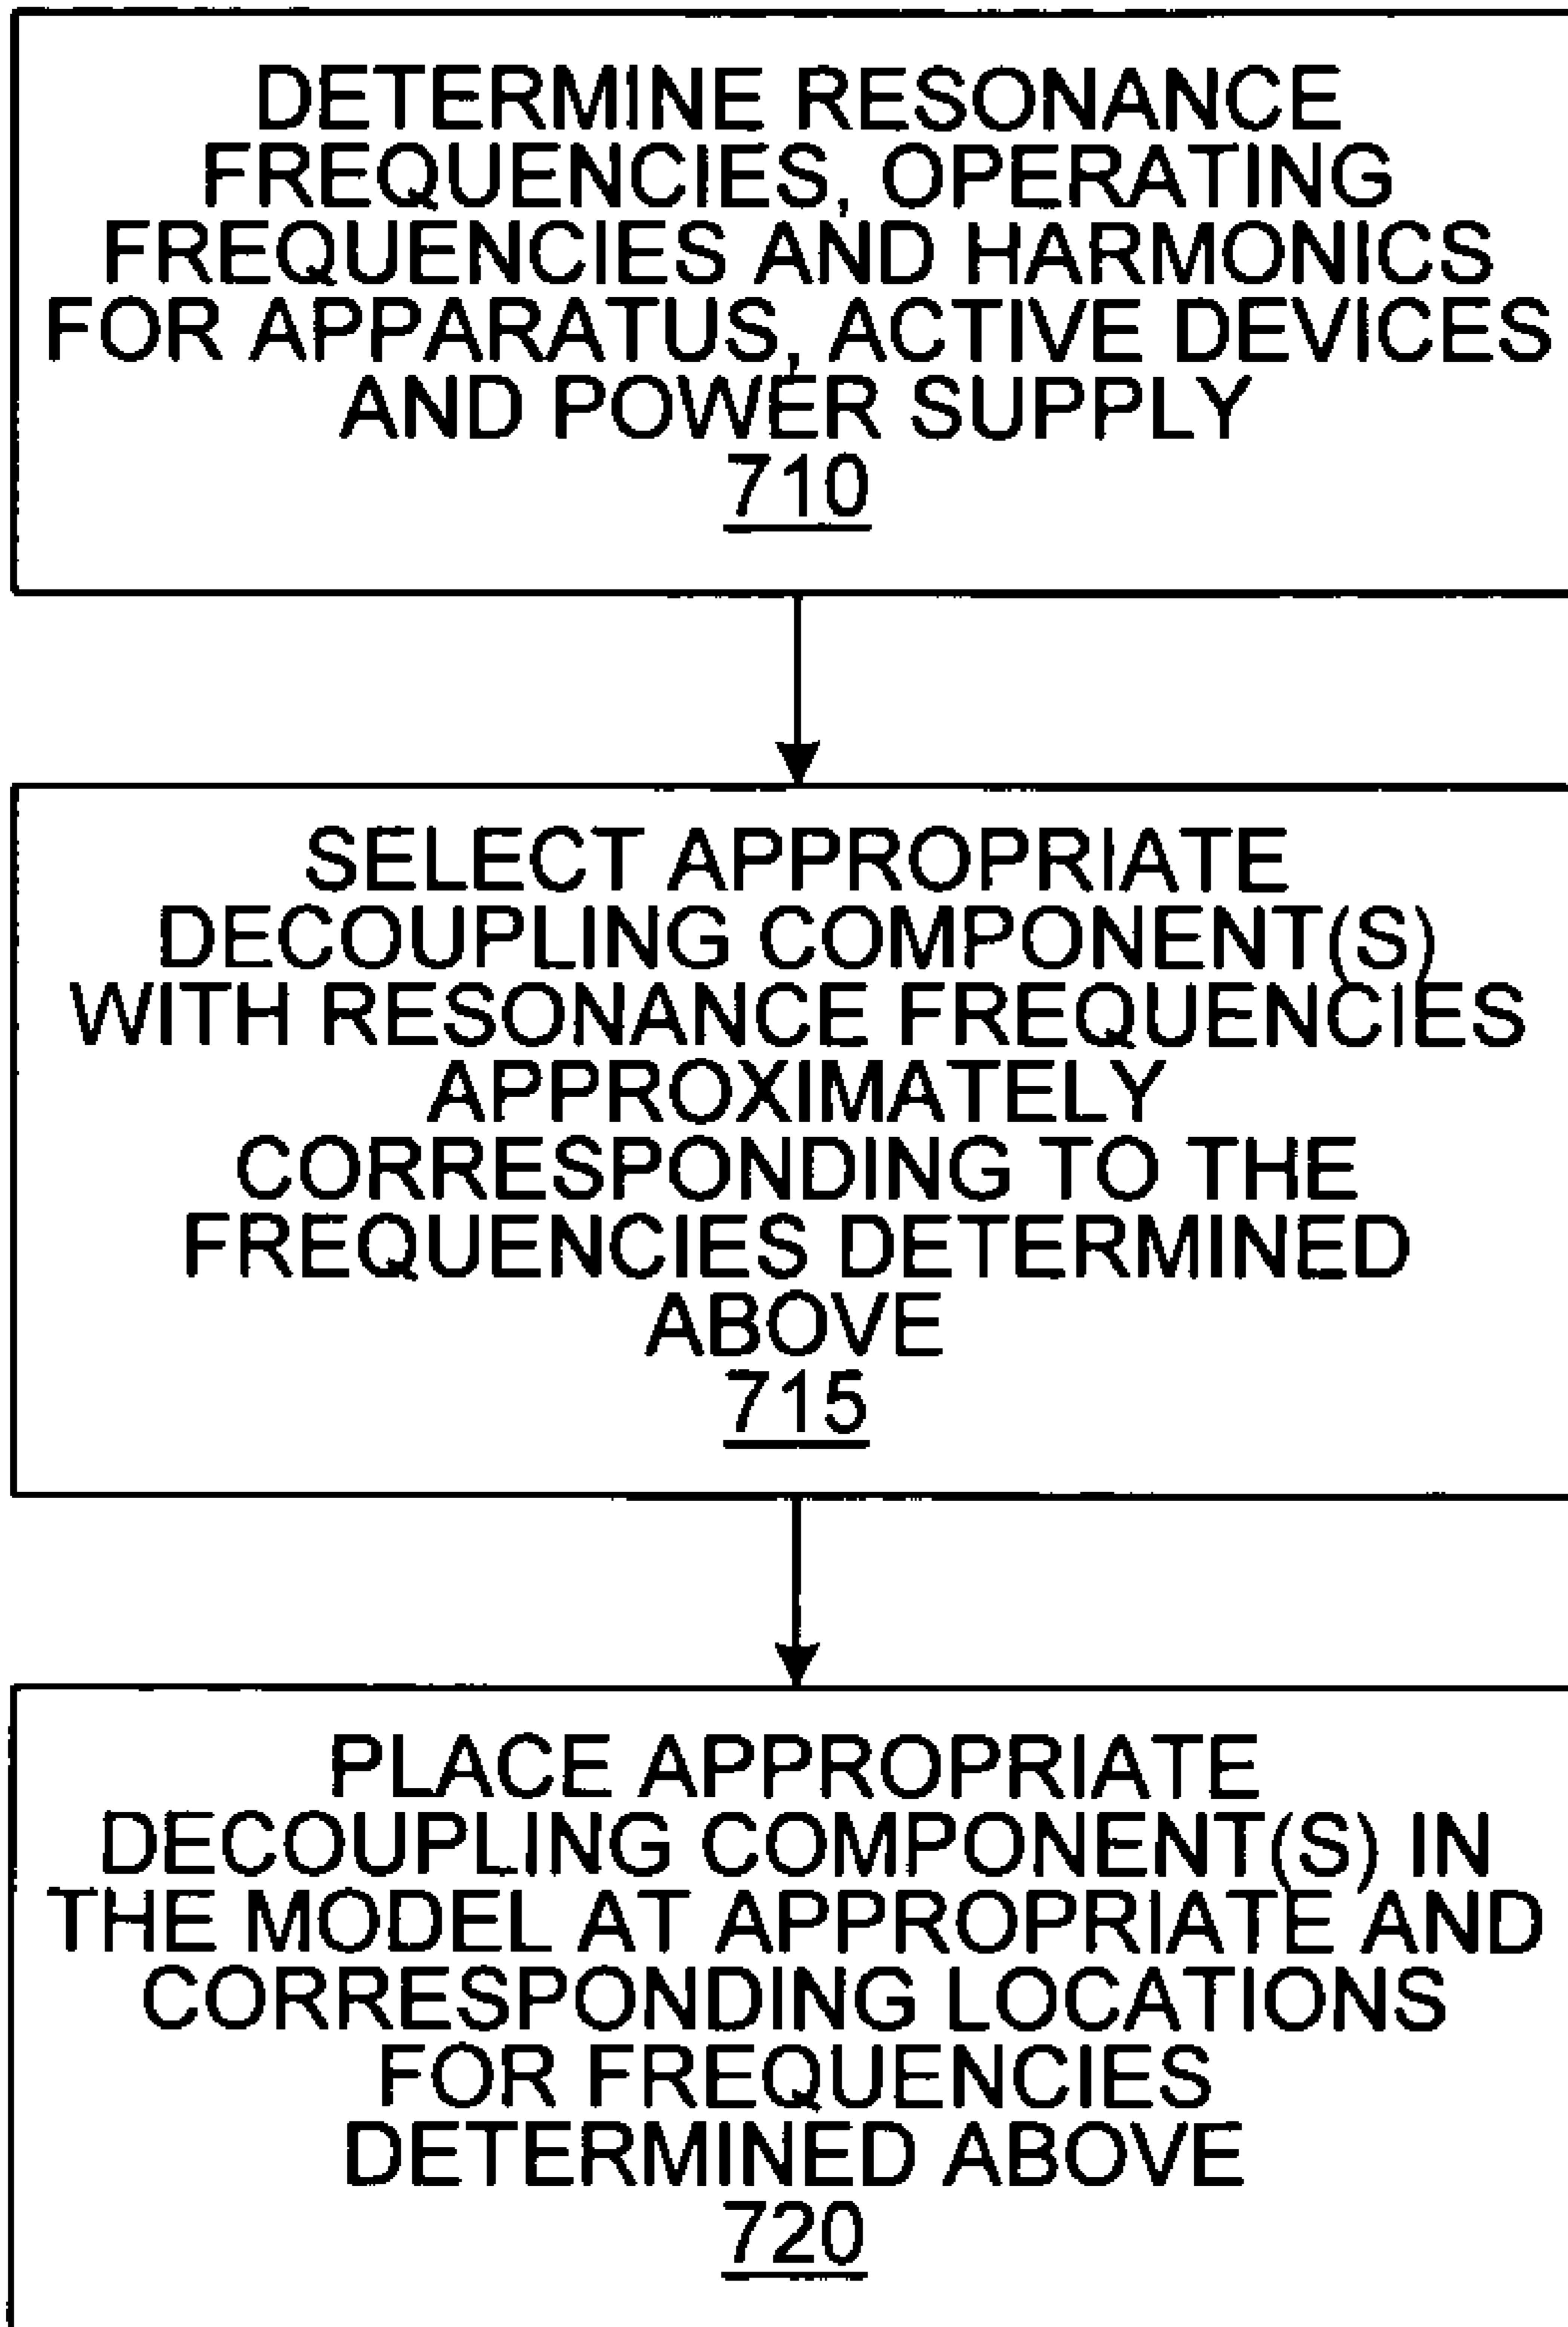 DETERMINE RESONANCE
FREQUENCIES, OPERATING
FREQUENCIES AND HARMONICS
FOR APPARATUS, ACTIVE DEVICES
AND POWER SUPPLY
710
SELECT APPROPRIATE
DECOUPLING COMPONENT(S)
WITH RESONANCE FREQUENCIES
APPROXIMATELY
CORRESPONDING TO THE
FREQUENCIES DETERMINED
ABOVE
715
PLACE APPROPRIATE
DECOUPLING COMPONENT(S) IN
THE MODEL AT APPROPRIATE AND
CORRESPONDING LOCATIONS
FOR FREQUENCIES
DETERMINED ABOVE
720